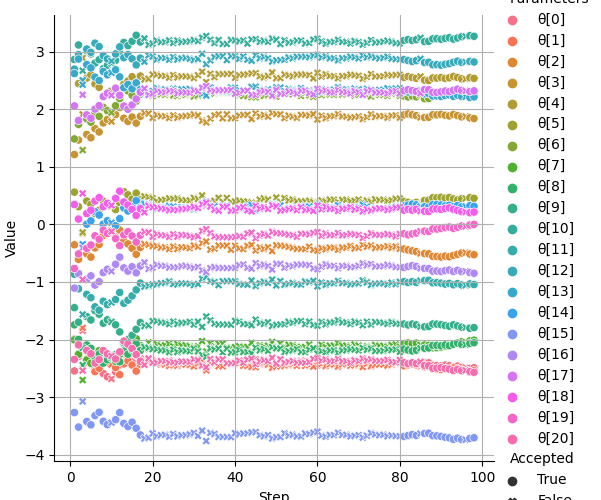 Parameters
θ[0]
θ[1]
θ[2]
θ[3]
θ[4]
θ[5]
θ[6]
θ[7]
θ[8]
θ[9]
θ[10]
θ[11]
θ[12]
θ[13]
θ[14]
θ[15]
θ[16]
θ[17]
θ[18]
θ[19]
θ[20]
Accepted
True
False
Value
3
2
1
0
−1
−2
−3
−4
0 20 40 60 80 100
Step